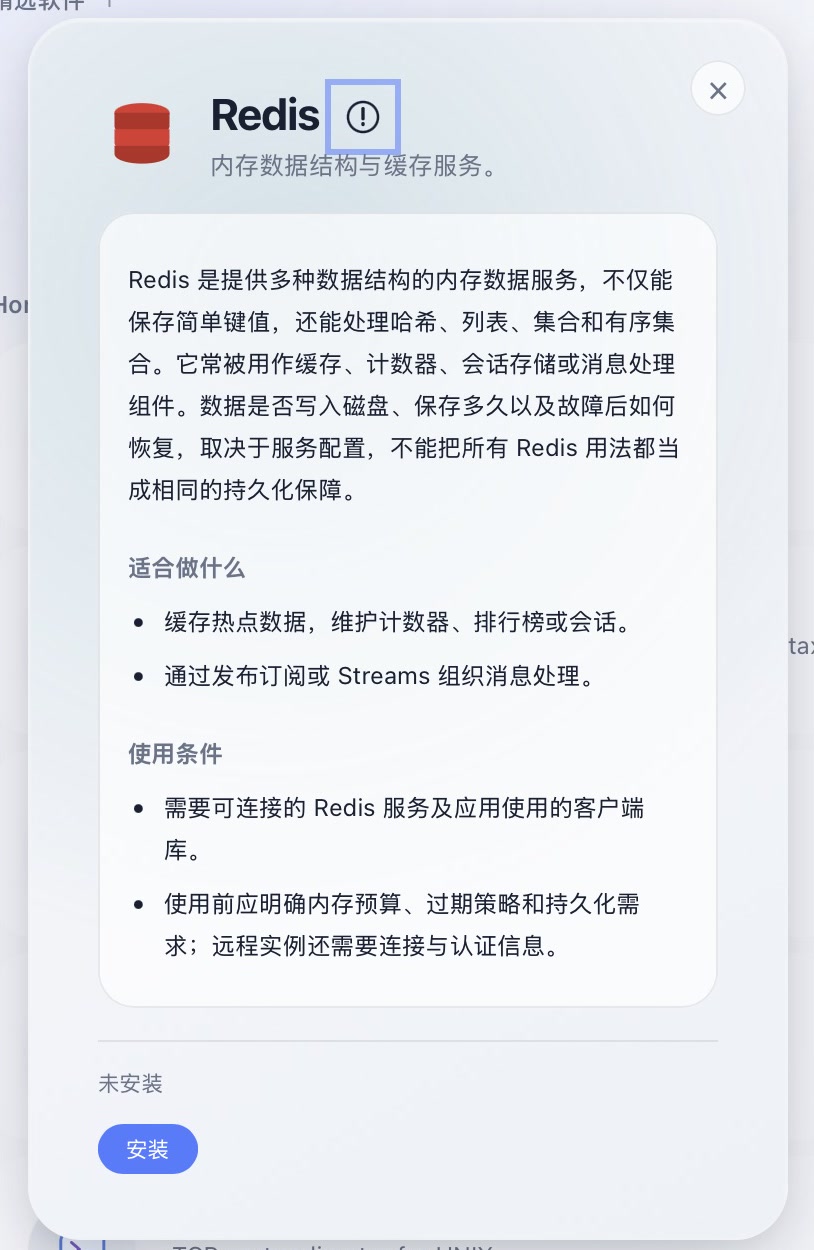 精选软件
Redis
内存数据结构与缓存服务。
Hor
Redis 是提供多种数据结构的内存数据服务，不仅能
保存简单键值，还能处理哈希、列表、集合和有序集
合。它常被用作缓存、计数器、会话存储或消息处理
组件。数据是否写入磁盘、保存多久以及故障后如何
恢复，取决于服务配置，不能把所有 Redis 用法都当
成相同的持久化保障。
适合做什么
• 缓存热点数据，维护计数器、排行榜或会话。
tax
• 通过发布订阅或 Streams 组织消息处理。
使用条件
• 需要可连接的 Redis 服务及应用使用的客户端
库。
• 使用前应明确内存预算、过期策略和持久化需
求；远程实例还需要连接与认证信息。
未安装
安装